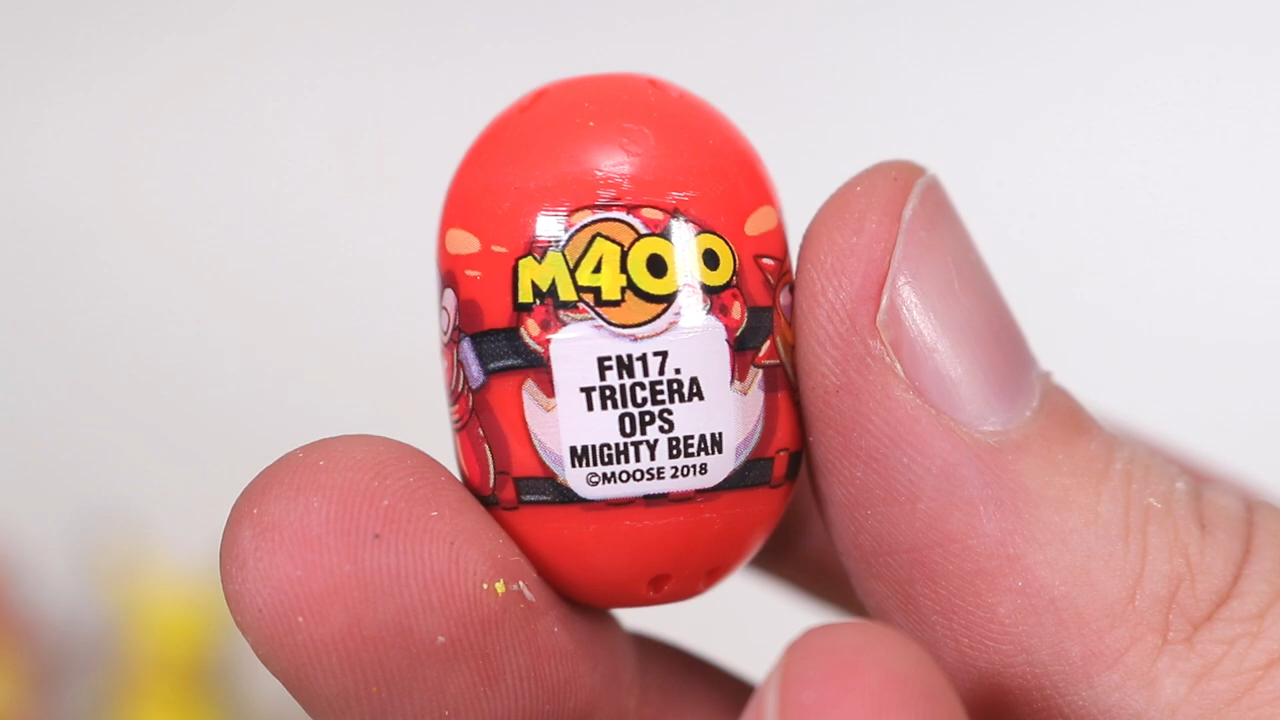 M400
FN17.
TRICERA
OPS
MIGHTY BEAN
©MOOSE 2018